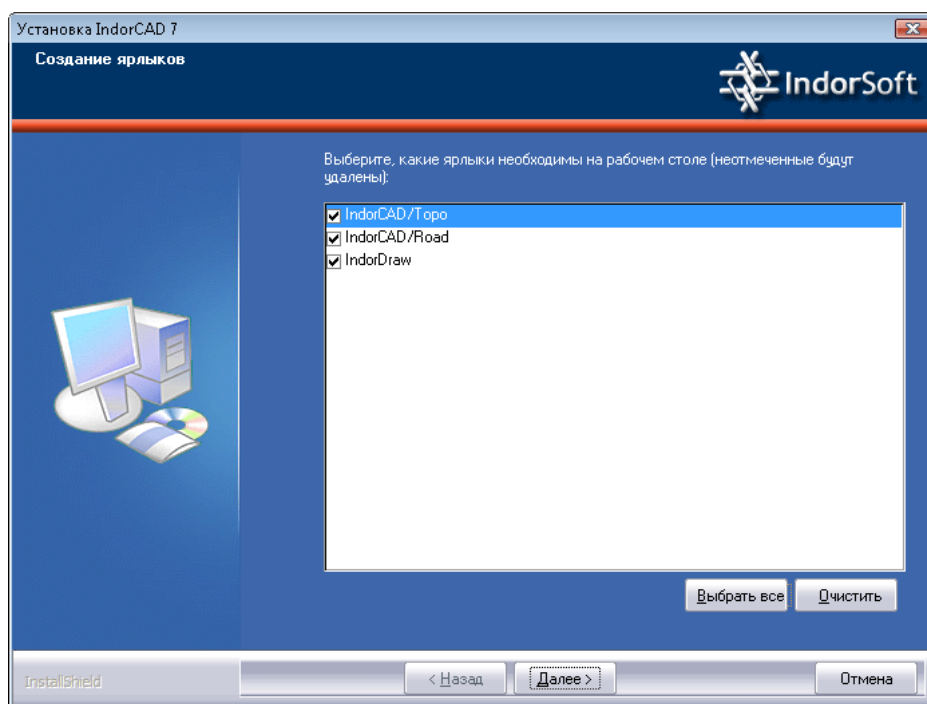 Установка IndorCAD 7
Создание ярлыков
IndorSoft
Выберите, какие ярлыки необходимы на рабочем столе (неотмеченные будут
удалены):
IndorCAD/Topo
IndorCAD/Road
IndorDraw
Выбрать все
Очистить
InstallShield
< Назад
Далее >
Отмена